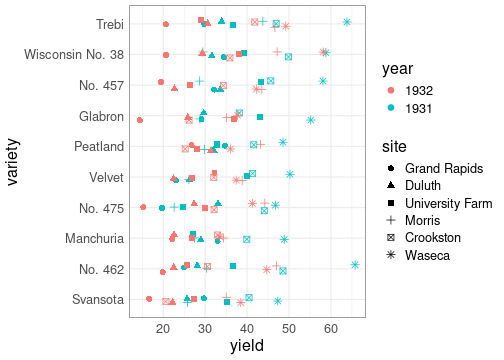 variety
Trebi
Wisconsin No. 38
No. 457
Glabron
Peatland
Velvet
No. 475
Manchuria
No. 462
Svansota
20 30 40 50 60
yield
year
1932
1931
site
Grand Rapids
Duluth
University Farm
Morris
Crookston
Waseca